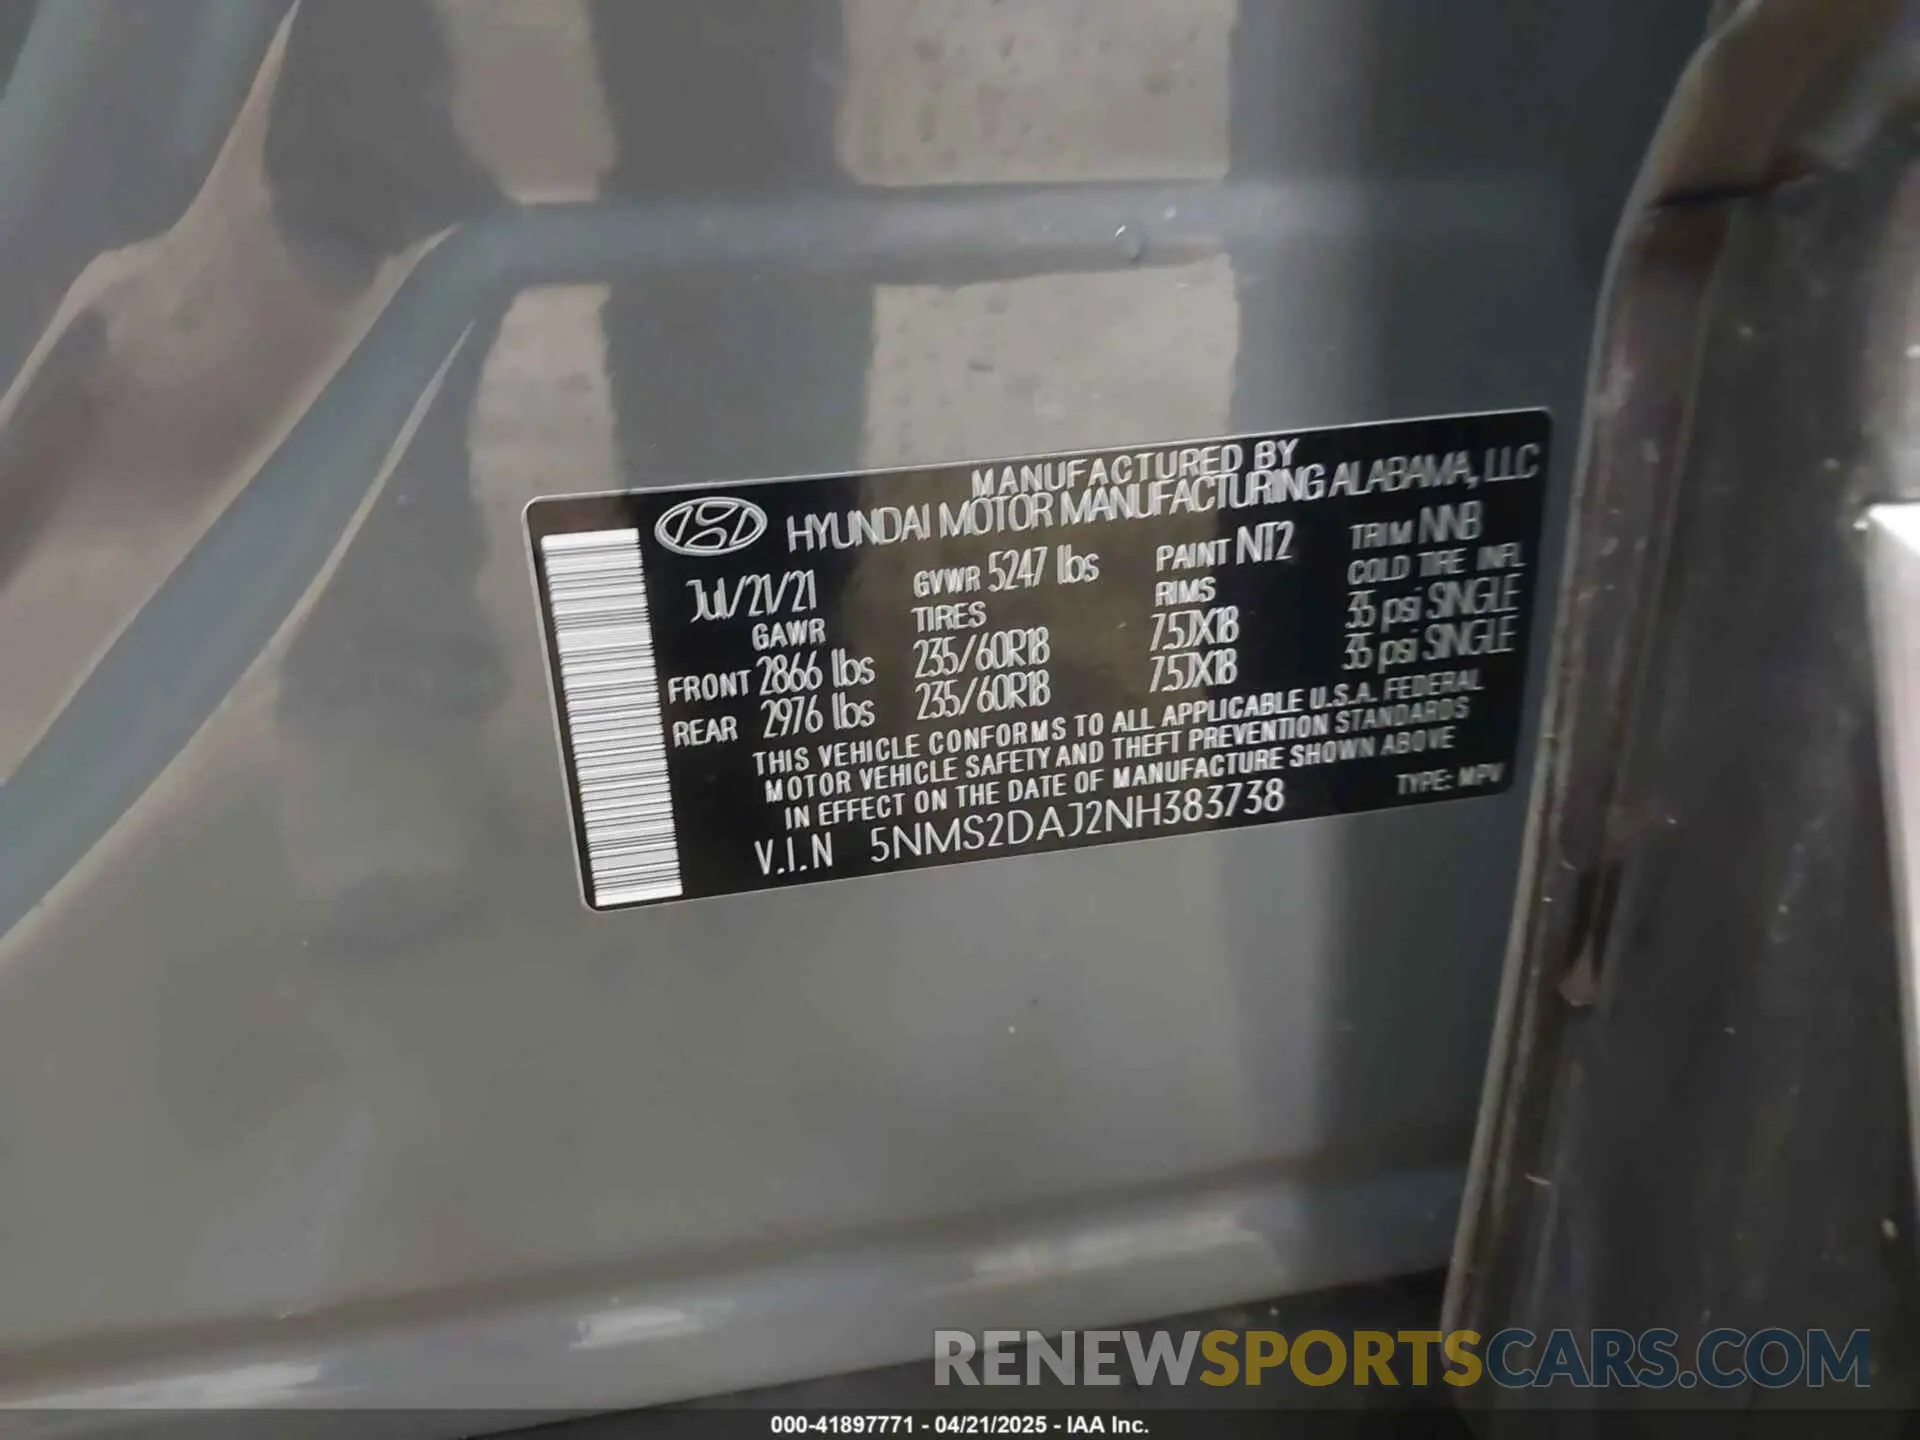 MANUFACTURED BY
HYUNDAI MOTOR MANUFACTURING ALABAMA, LLC
Jul/21/21 GVWR 5247 lbs PAINT NT2 TRIM NNB
GAWR TIRES RIMS COLD TIRE INFL
FRONT 2866 lbs 235/60R18 7.5JX18 35 psi SINGLE
REAR 2976 lbs 235/60R18 7.5JX18 35 psi SINGLE
THIS VEHICLE CONFORMS TO ALL APPLICABLE U.S.A. FEDERAL
MOTOR VEHICLE SAFETY AND THEFT PREVENTION STANDARDS
IN EFFECT ON THE DATE OF MANUFACTURE SHOWN ABOVE
V.I.N 5NMS2DAJ2NH383738 TYPE: MPV
RENEWSPORTSCARS.COM
000-41897771 - 04/21/2025 - IAA Inc.